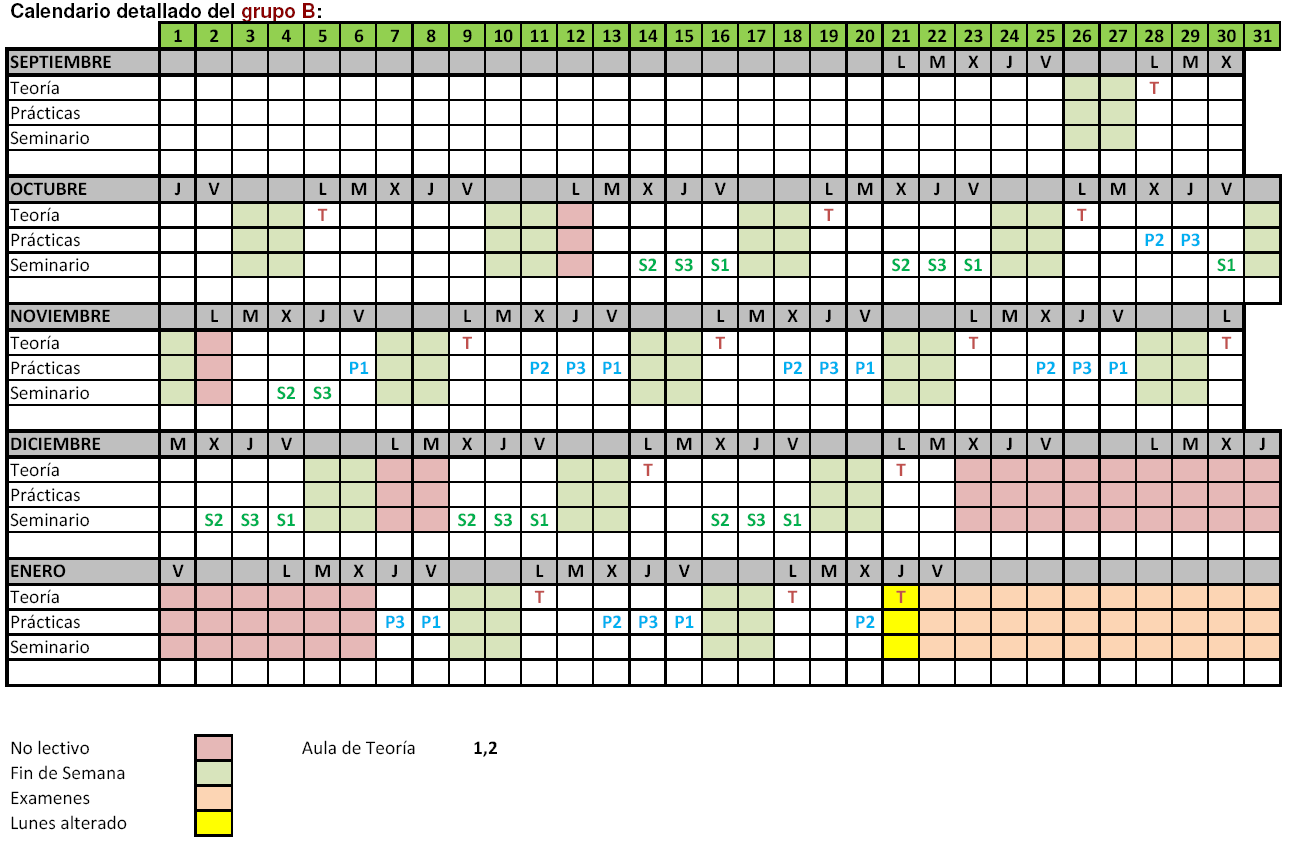 Calendario detallado del grupo B:
1 2 3 4 5 6 7 8 9 10 11 12 13 14 15 16 17 18 19 20 21 22 23 24 25 26 27 28 29 30 31
SEPTIEMBRE L M X J V L M X
Teoría T
Prácticas
Seminario
OCTUBRE J V L M X J V L M X J V L M X J V L M X J V
Teoría T T T
Prácticas P2 P3
Seminario S2 S3 S1 S2 S3 S1 S1
NOVIEMBRE L M X J V L M X J V L M X J V L M X J V L
Teoría T T T T
Prácticas P1 P2 P3 P1 P2 P3 P1 P2 P3 P1
Seminario S2 S3
DICIEMBRE M X J V L M X J V L M X J V L M X J V L M X J
Teoría T T
Prácticas
Seminario S2 S3 S1 S2 S3 S1 S2 S3 S1
ENERO V L M X J V L M X J V L M X J V
Teoría T T T
Prácticas P3 P1 P2 P3 P1 P2
Seminario
No lectivo Aula de Teoría 1,2
Fin de Semana
Examenes
Lunes alterado